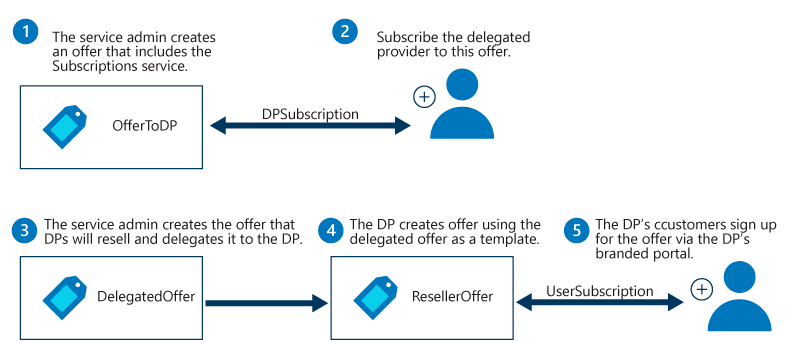 1
The service admin creates
an offer that includes the
Subscriptions service.
2
Subscribe the delegated
provider to this offer.
OfferToDP
DPSubscription
3
The service admin creates the offer that
DPs will resell and delegates it to the DP.
4
The DP creates offer using the
delegated offer as a template.
5
The DP’s ccustomers sign up
for the offer via the DP’s
branded portal.
DelegatedOffer
ResellerOffer
UserSubscription